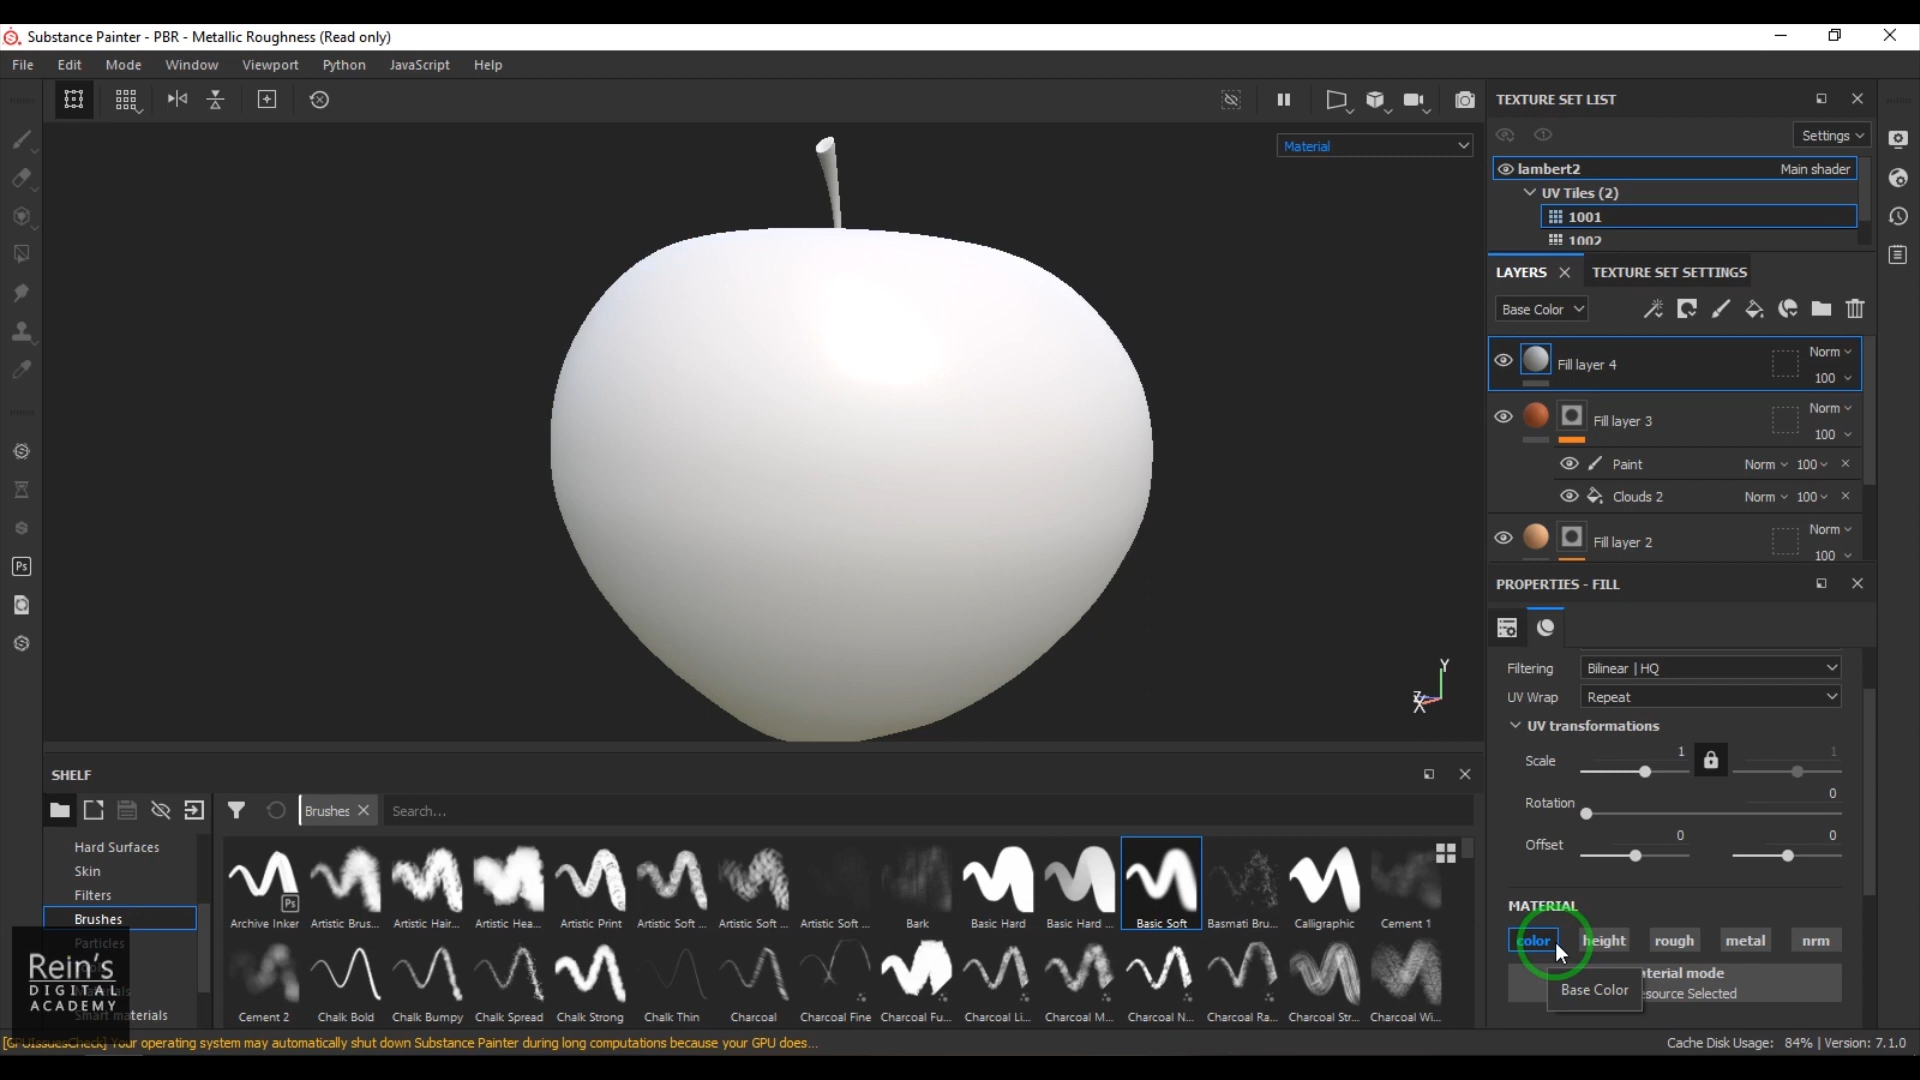 Substance Painter - PBR - Metallic Roughness (Read only)
File Edit Mode Window Viewport Python JavaScript Help
Material
TEXTURE SET LIST
Settings
lambert2 Main shader
UV Tiles (2)
1001
1002
LAYERS TEXTURE SET SETTINGS
Base Color
Fill layer 4 Norm 100
Fill layer 3 Norm 100
Paint Norm 100
Clouds 2 Norm 100
Fill layer 2 Norm 100
PROPERTIES - FILL
Filtering Bilinear | HQ
UV Wrap Repeat
UV transformations
Scale 1 1
Rotation 0
Offset 0 0
MATERIAL
color height rough metal nrm
aterial mode
esource Selected
Base Color
Y
Z
X
Ps
SHELF
Brushes Search...
Hard Surfaces
Skin
Filters
Brushes
Particles
Smart materials
Rein's
DIGITAL
ACADEMY
Ps
Archive Inker Artistic Brus... Artistic Hair... Artistic Hea... Artistic Print Artistic Soft ... Artistic Soft ... Artistic Soft ... Bark Basic Hard Basic Hard ... Basic Soft Basmati Bru... Calligraphic Cement 1
Cement 2 Chalk Bold Chalk Bumpy Chalk Spread Chalk Strong Chalk Thin Charcoal Charcoal Fine Charcoal Fu... Charcoal Li... Charcoal M... Charcoal N... Charcoal Ra... Charcoal Str... Charcoal Wi...
[GPUIssuesCheck] Your operating system may automatically shut down Substance Painter during long computations because your GPU does...
Cache Disk Usage: 84% | Version: 7.1.0